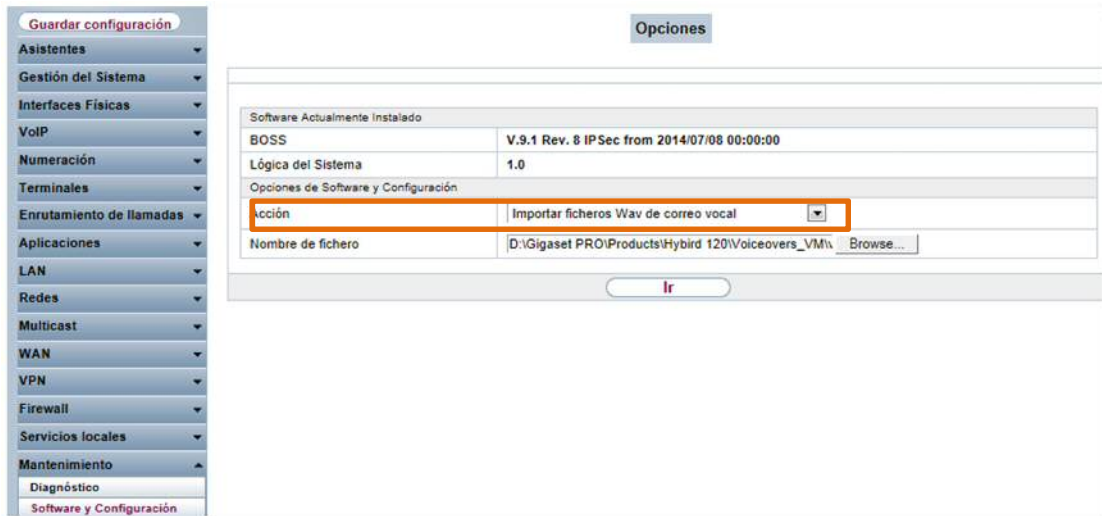 Guardar configuración
Asistentes
Gestión del Sistema
Interfaces Físicas
VoIP
Numeración
Terminales
Enrutamiento de llamadas
Aplicaciones
LAN
Redes
Multicast
WAN
VPN
Firewall
Servicios locales
Mantenimiento
Diagnóstico
Software y Configuración
Opciones
Software Actualmente Instalado
BOSS V.9.1 Rev. 8 IPSec from 2014/07/08 00:00:00
Lógica del Sistema 1.0
Opciones de Software y Configuración
Acción Importar ficheros Wav de correo vocal
Nombre de fichero D:\Gigaset PRO\Products\Hybird 120\Voiceovers_VM\ Browse...
Ir